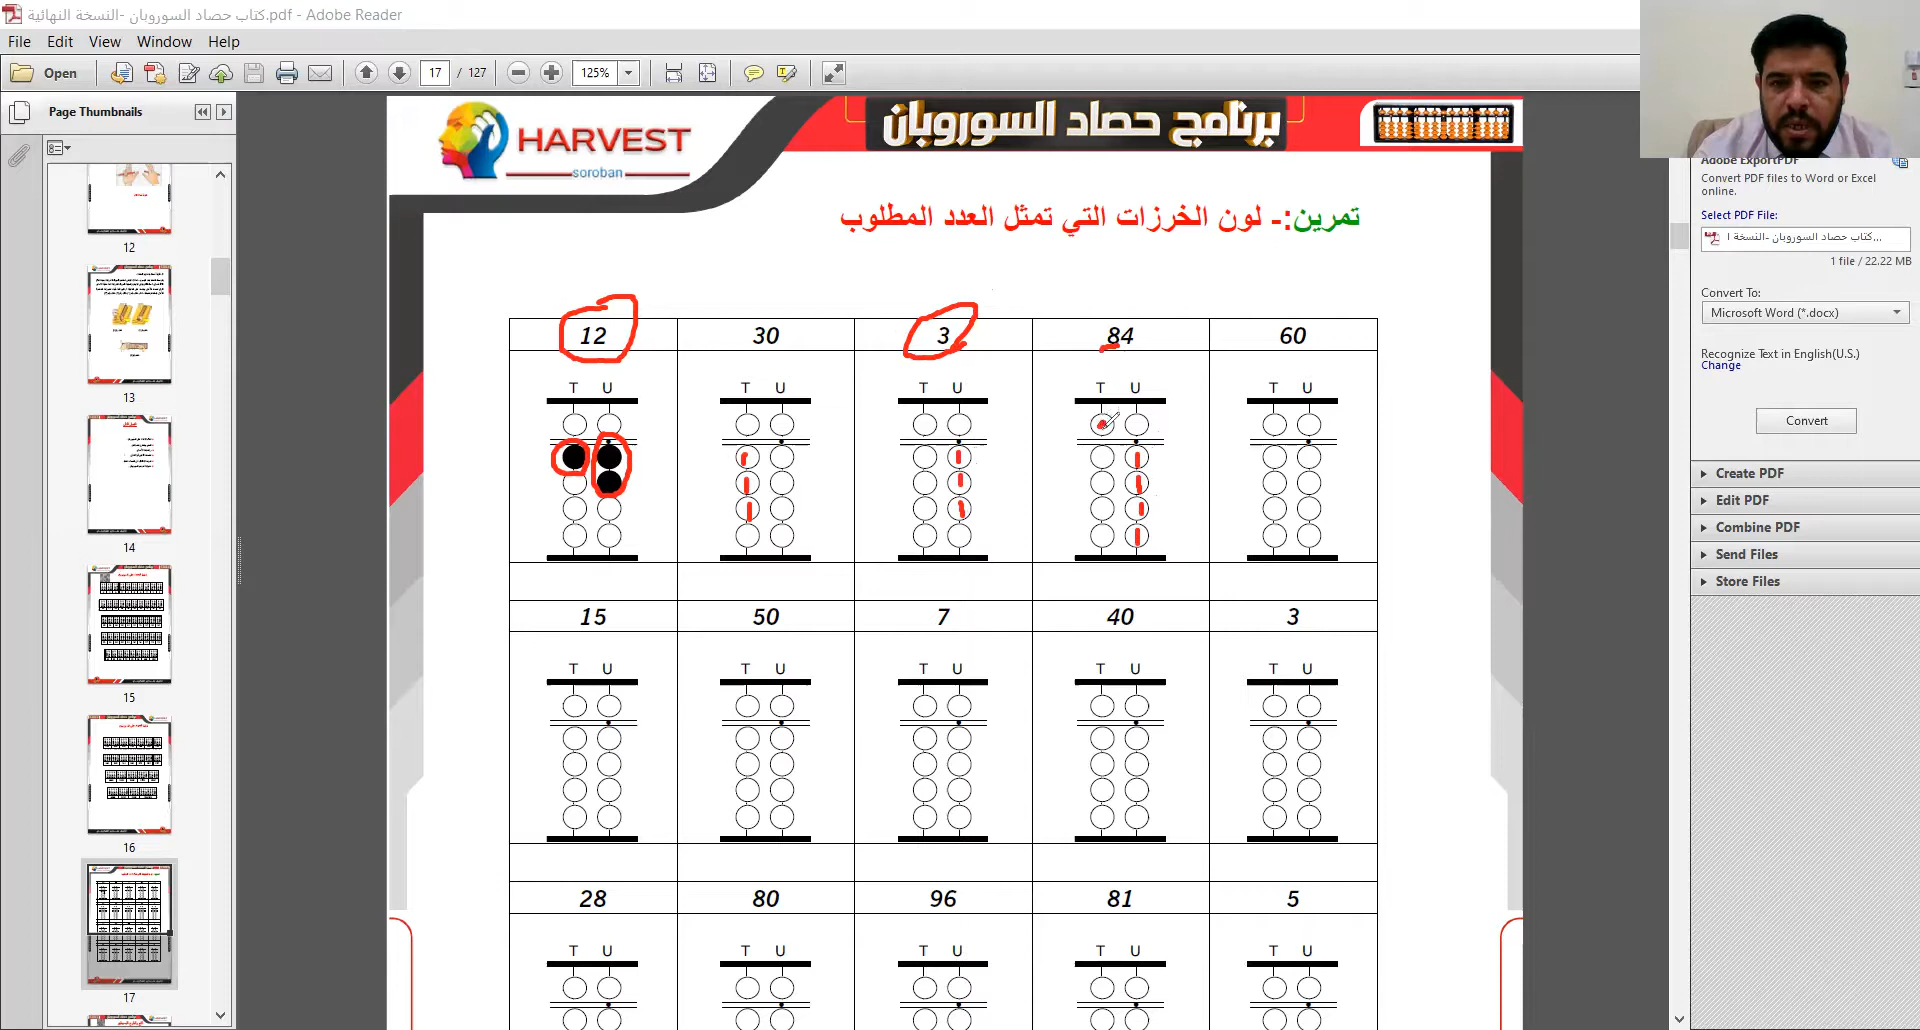 كتاب حصاد السوروبان -النسخة النهائية.pdf - Adobe Reader
File Edit View Window Help
Open 17 / 127 125%
Page Thumbnails
12
13
14
15
16
17
HARVEST
soroban
برنامج حصاد السوروبان
تمرين:- لون الخرزات التي تمثل العدد المطلوب
12 30 3 84 60
T U T U T U T U T U
15 50 7 40 3
T U T U T U T U T U
28 80 96 81 5
T U T U T U T U T U
Adobe ExportPDF
Convert PDF files to Word or Excel
online.
Select PDF File:
كتاب حصاد السوروبان -النسخة ا...
1 file / 22.22 MB
Convert To:
Microsoft Word (*.docx)
Recognize Text in English(U.S.)
Change
Convert
Create PDF
Edit PDF
Combine PDF
Send Files
Store Files